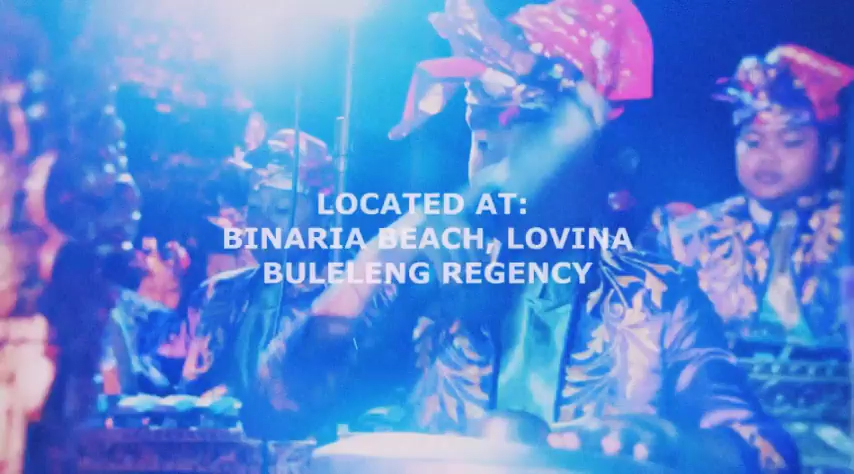 LOCATED AT:
BINARIA BEACH, LOVINA
BULELENG REGENCY